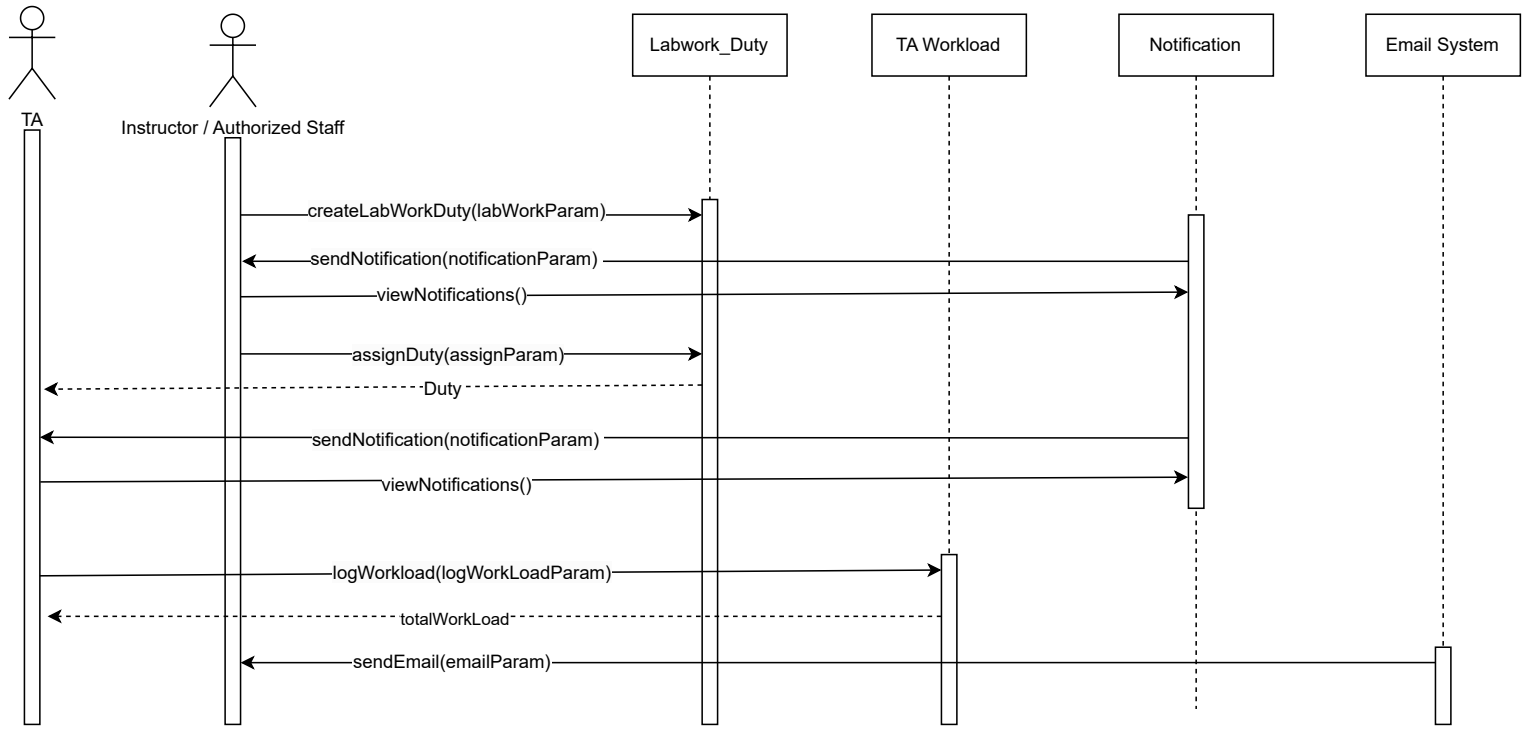 Labwork_Duty
TA Workload
Notification
Email System
TA
Instructor / Authorized Staff
createLabWorkDuty(labWorkParam)
sendNotification(notificationParam)
viewNotifications()
assignDuty(assignParam)
Duty
sendNotification(notificationParam)
viewNotifications()
logWorkload(logWorkLoadParam)
totalWorkLoad
sendEmail(emailParam)